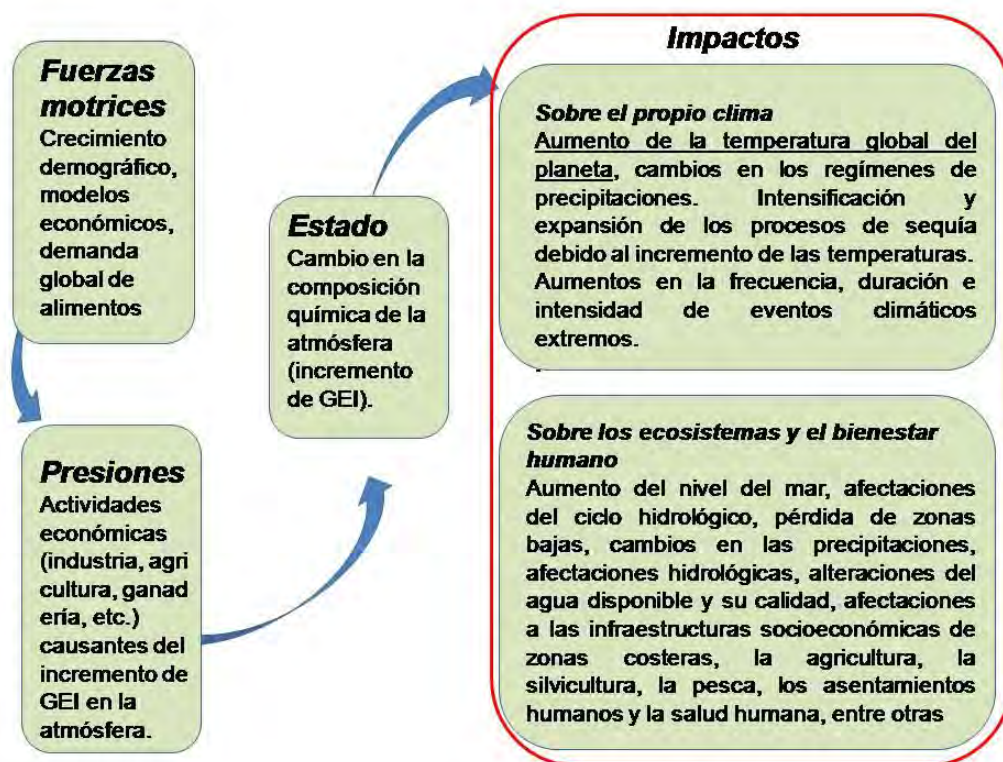 Fuerzas
motrices
Crecimiento
demográfico,
modelos
económicos,
demanda
global de
alimentos
Presiones
Actividades
económicas
(industria, agri
cultura, ganad
ería, etc.)
causantes del
incremento de
GEI en la
atmósfera.
Estado
Cambio en la
composición
química de la
atmósfera
(incremento
de GEI).
Impactos
Sobre el propio clima
Aumento de la temperatura global del
planeta, cambios en los regímenes de
precipitaciones. Intensificación y
expansión de los procesos de sequía
debido al incremento de las temperaturas.
Aumentos en la frecuencia, duración e
intensidad de eventos climáticos
extremos.
.
Sobre los ecosistemas y el bienestar
humano
Aumento del nivel del mar, afectaciones
del ciclo hidrológico, pérdida de zonas
bajas, cambios en las precipitaciones,
afectaciones hidrológicas, alteraciones del
agua disponible y su calidad, afectaciones
a las infraestructuras socioeconómicas de
zonas costeras, la agricultura, la
silvicultura, la pesca, los asentamientos
humanos y la salud humana, entre otras